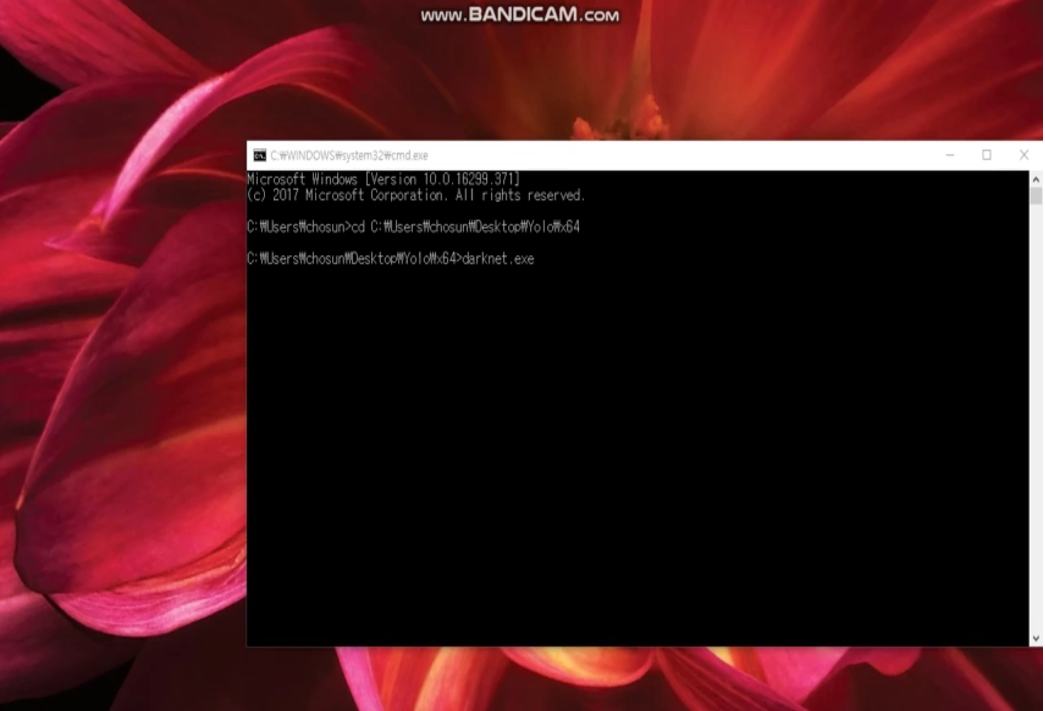 www.BANDICAM.com
C:₩WINDOWS₩system32₩cmd.exe
Microsoft Windows [Version 10.0.16299.371]
(c) 2017 Microsoft Corporation. All rights reserved.
C:₩Users₩chosun>cd C:₩Users₩chosun₩Desktop₩Yolo₩x64
C:₩Users₩chosun₩Desktop₩Yolo₩x64>darknet.exe